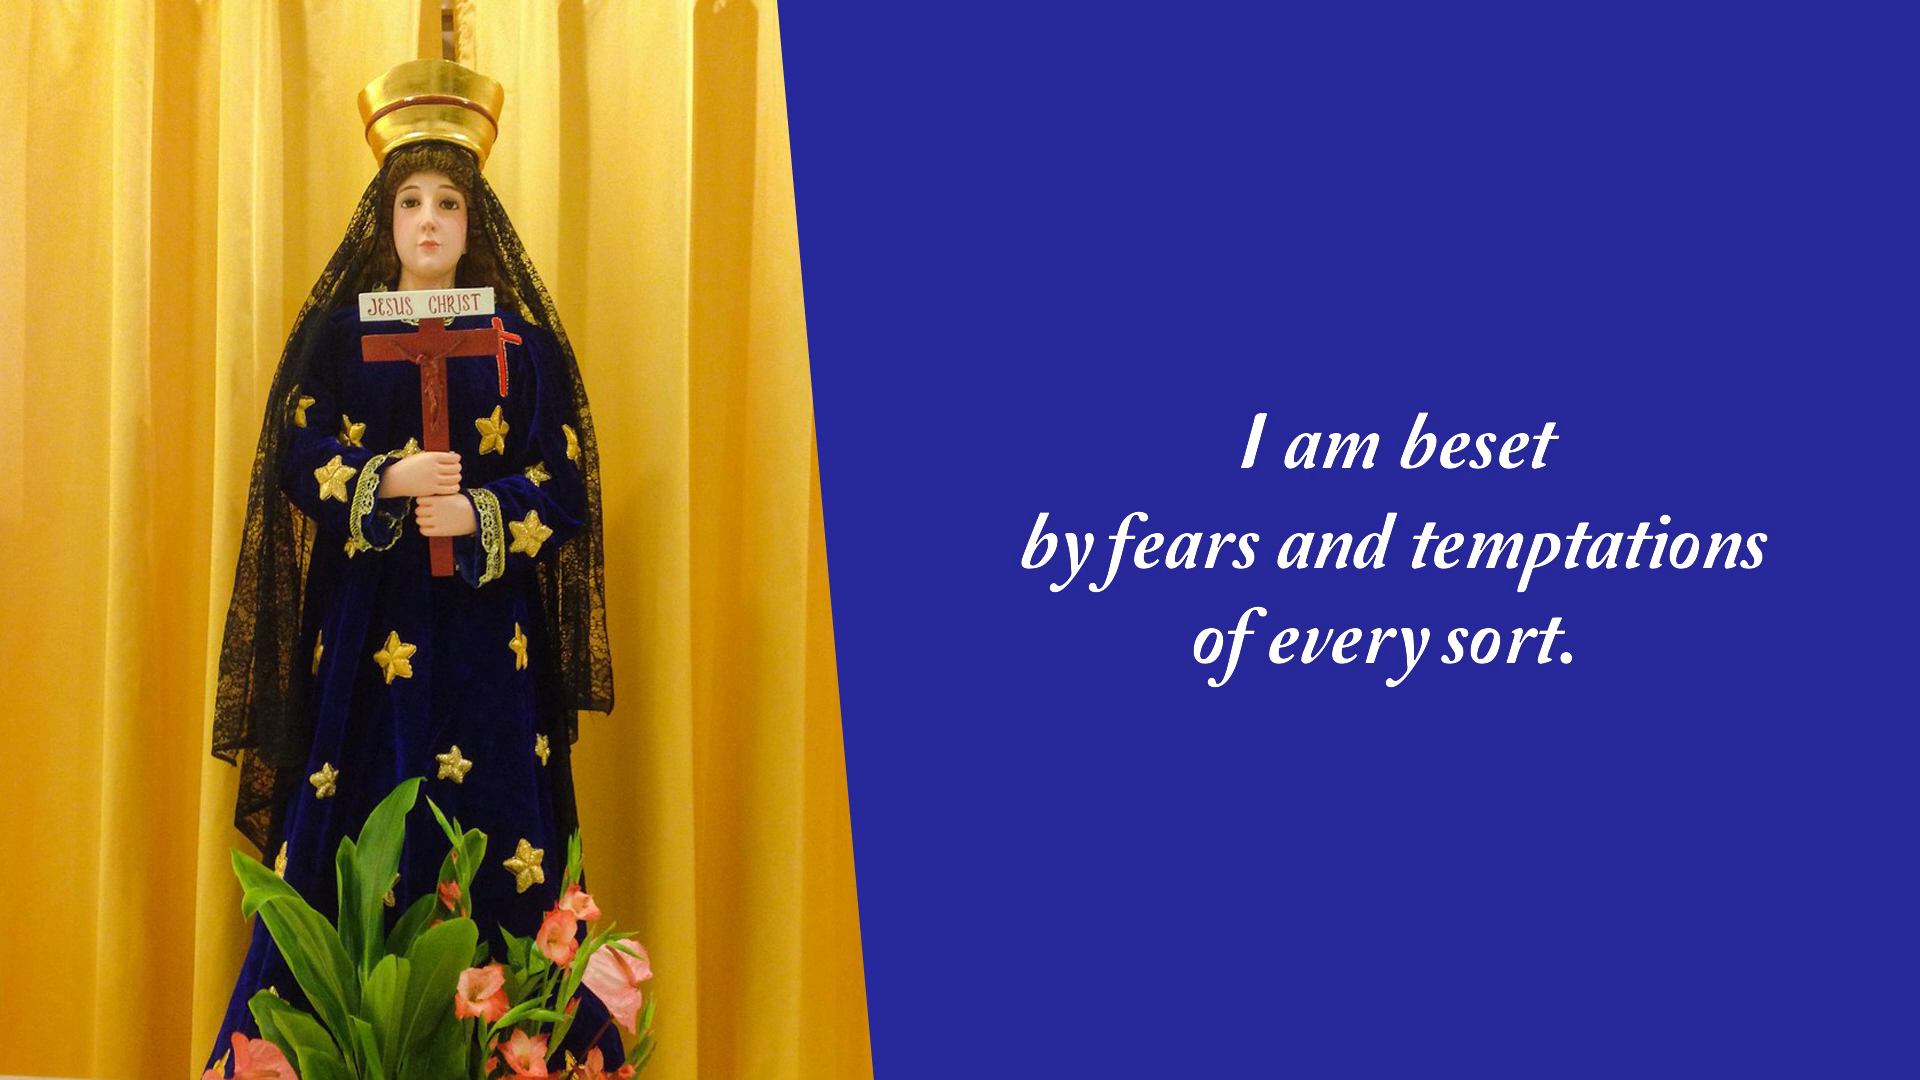 JESUS CHRIST
I am beset
by fears and temptations
of every sort.